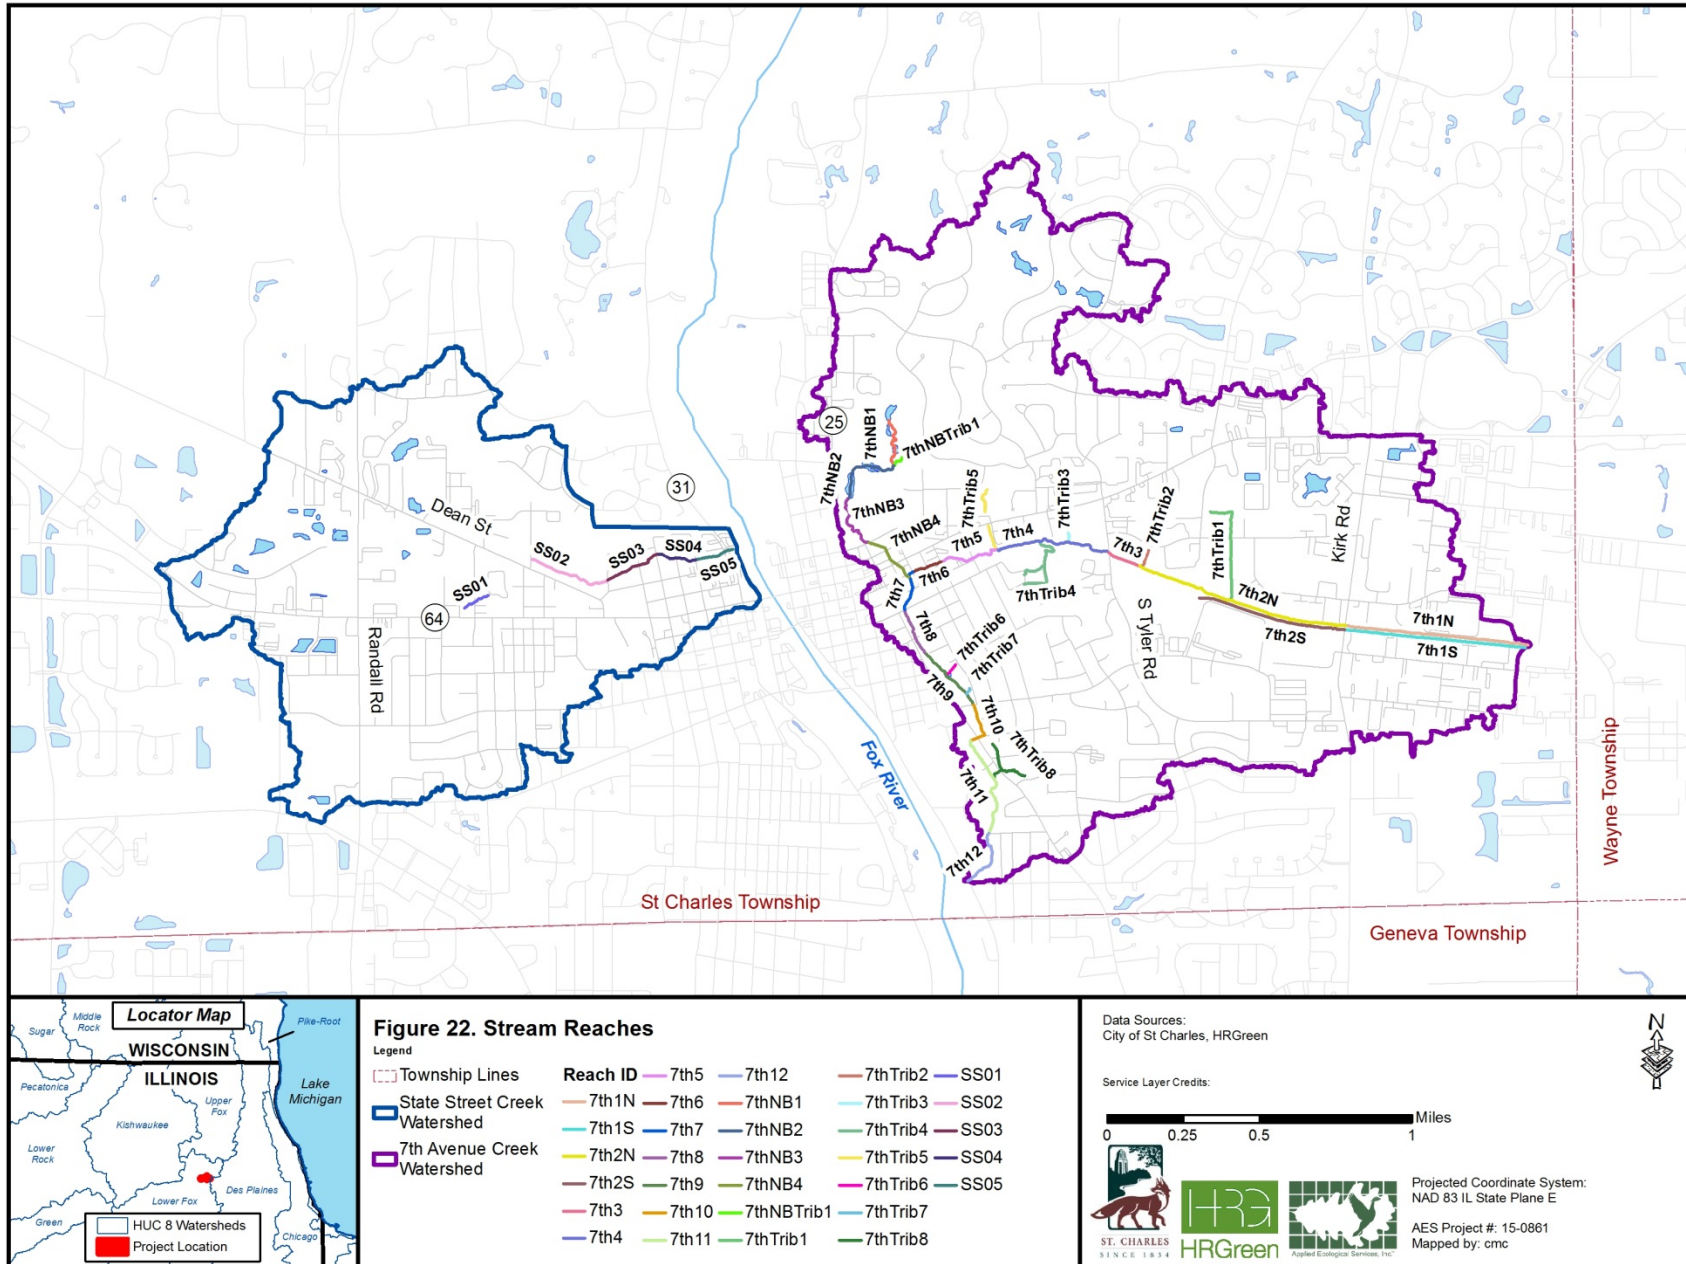 25
7thNB1
7thNBTrib1
7thNB2
7thNB3
7thNB4
7thTrib5
7thTrib3
7thTrib2
7thTrib1
Kirk Rd
31
Dean St
SS02
SS03
SS04
SS05
SS01
64
Randall Rd
7th5
7th4
7th3
7th6
7th7
7thTrib4
7th2N
7th2S
7th1N
7th1S
S Tyler Rd
7th8
7thTrib6
7thTrib7
7th9
7th10
7thTrib8
7th11
7th12
Fox River
Wayne Township
St Charles Township
Geneva Township
Locator Map
Sugar
Middle
Rock
Pike-Root
WISCONSIN
ILLINOIS
Pecatonica
Upper
Fox
Lake
Michigan
Kishwaukee
Lower
Rock
Des Plaines
Lower Fox
Green
Chicago
HUC 8 Watersheds
Project Location
Figure 22. Stream Reaches
Legend
Township Lines
State Street Creek
Watershed
7th Avenue Creek
Watershed
Reach ID
7th1N
7th1S
7th2N
7th2S
7th3
7th4
7th5
7th6
7th7
7th8
7th9
7th10
7th11
7th12
7thNB1
7thNB2
7thNB3
7thNB4
7thNBTrib1
7thTrib1
7thTrib2
7thTrib3
7thTrib4
7thTrib5
7thTrib6
7thTrib7
7thTrib8
SS01
SS02
SS03
SS04
SS05
Data Sources:
City of St Charles, HRGreen
N
Service Layer Credits:
Miles
0 0.25 0.5 1
ST. CHARLES
SINCE 1834
HRG
HRGreen
Applied Ecological Services, Inc.
Projected Coordinate System:
NAD 83 IL State Plane E
AES Project #: 15-0861
Mapped by: cmc